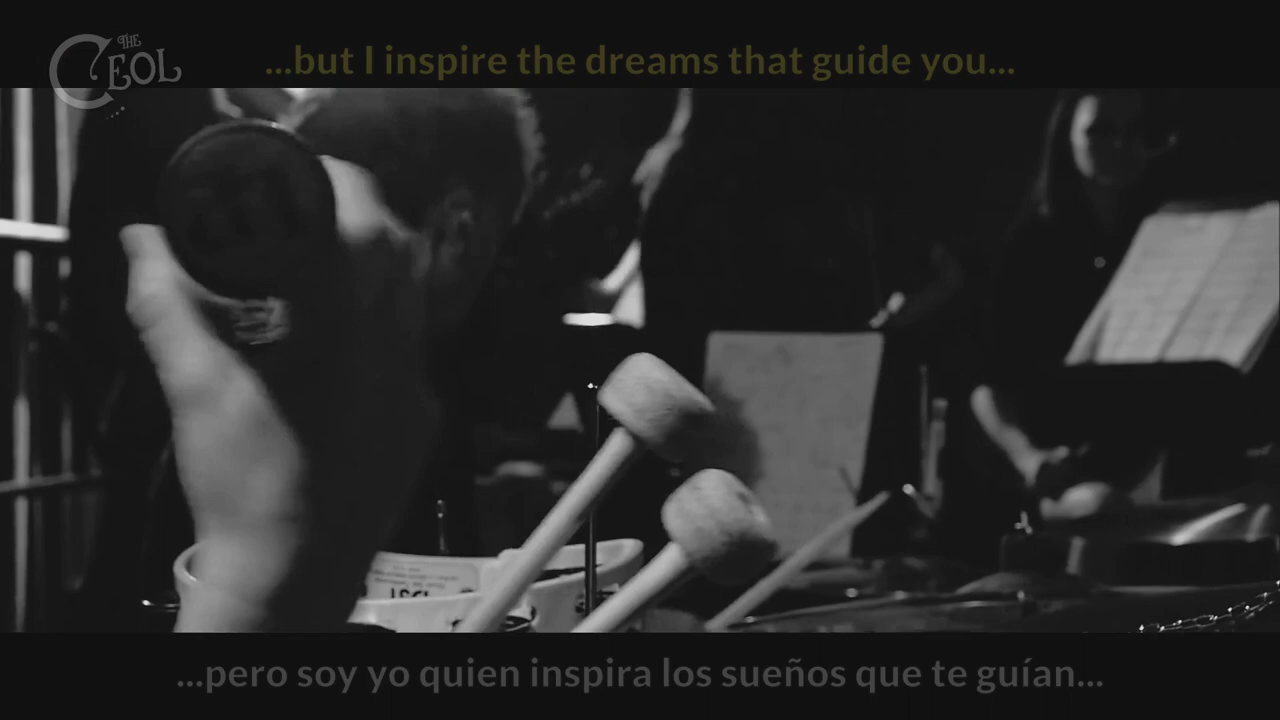 THE
CEOL
...but I inspire the dreams that guide you...
...pero soy yo quien inspira los sueños que te guían...